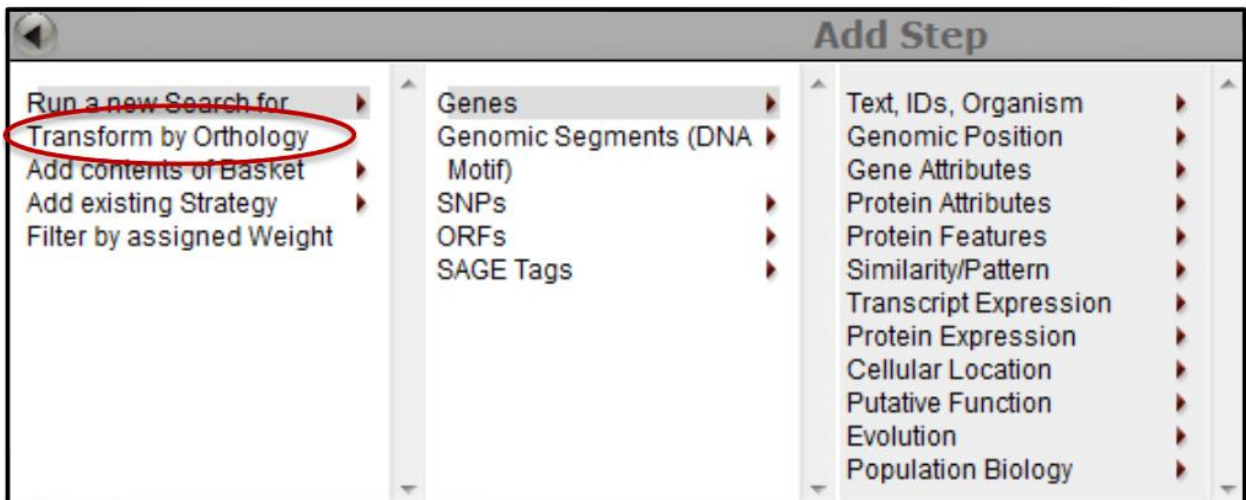 Add Step
Run a new Search for
Transform by Orthology
Add contents of Basket
Add existing Strategy
Filter by assigned Weight
Genes
Genomic Segments (DNA
Motif)
SNPs
ORFs
SAGE Tags
Text, IDs, Organism
Genomic Position
Gene Attributes
Protein Attributes
Protein Features
Similarity/Pattern
Transcript Expression
Protein Expression
Cellular Location
Putative Function
Evolution
Population Biology